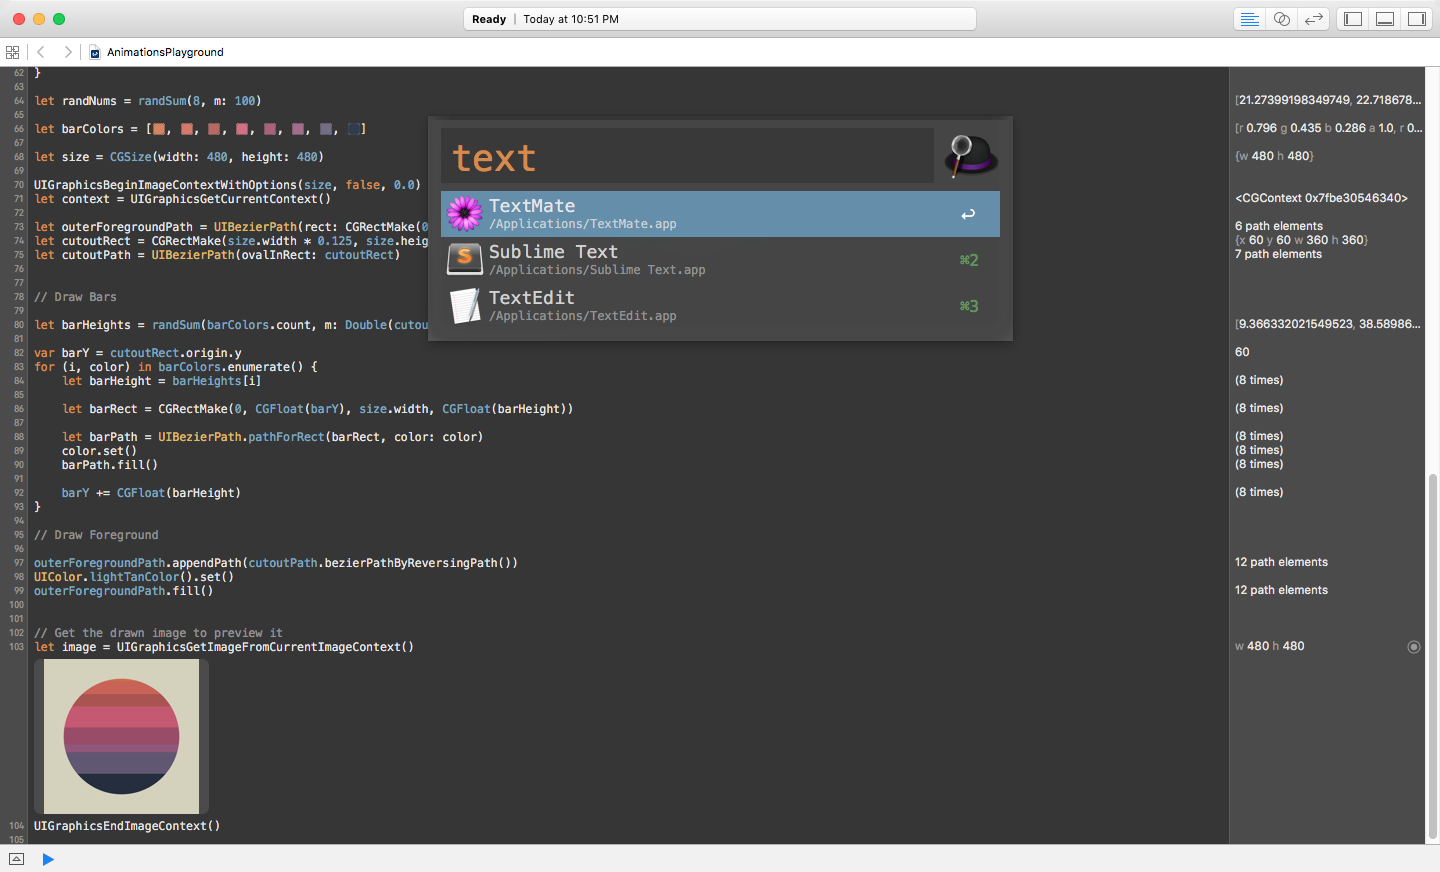 Ready | Today at 10:51 PM
AnimationsPlayground
62 }
63
64 let randNums = randSum(8, m: 100)
65
66 let barColors = [ , , , , , , , ]
67
68 let size = CGSize(width: 480, height: 480)
69
70 UIGraphicsBeginImageContextWithOptions(size, false, 0.0)
71 let context = UIGraphicsGetCurrentContext()
72
73 let outerForegroundPath = UIBezierPath(rect: CGRectMake(0
74 let cutoutRect = CGRectMake(size.width * 0.125, size.heig
75 let cutoutPath = UIBezierPath(ovalInRect: cutoutRect)
76
77
78 // Draw Bars
79
80 let barHeights = randSum(barColors.count, m: Double(cutou
81
82 var barY = cutoutRect.origin.y
83 for (i, color) in barColors.enumerate() {
84 let barHeight = barHeights[i]
85
86 let barRect = CGRectMake(0, CGFloat(barY), size.width, CGFloat(barHeight))
87
88 let barPath = UIBezierPath.pathForRect(barRect, color: color)
89 color.set()
90 barPath.fill()
91
92 barY += CGFloat(barHeight)
93 }
94
95 // Draw Foreground
96
97 outerForegroundPath.appendPath(cutoutPath.bezierPathByReversingPath())
98 UIColor.lightTanColor().set()
99 outerForegroundPath.fill()
100
101
102 // Get the drawn image to preview it
103 let image = UIGraphicsGetImageFromCurrentImageContext()
104 UIGraphicsEndImageContext()
105
text
TextMate
/Applications/TextMate.app
↩
Sublime Text
/Applications/Sublime Text.app
⌘2
TextEdit
/Applications/TextEdit.app
⌘3
[21.27399198349749, 22.718678...
[r 0.796 g 0.435 b 0.286 a 1.0, r 0...
{w 480 h 480}
<CGContext 0x7fbe30546340>
6 path elements
{x 60 y 60 w 360 h 360}
7 path elements
[9.366332021549523, 38.58986...
60
(8 times)
(8 times)
(8 times)
(8 times)
(8 times)
(8 times)
12 path elements
12 path elements
w 480 h 480